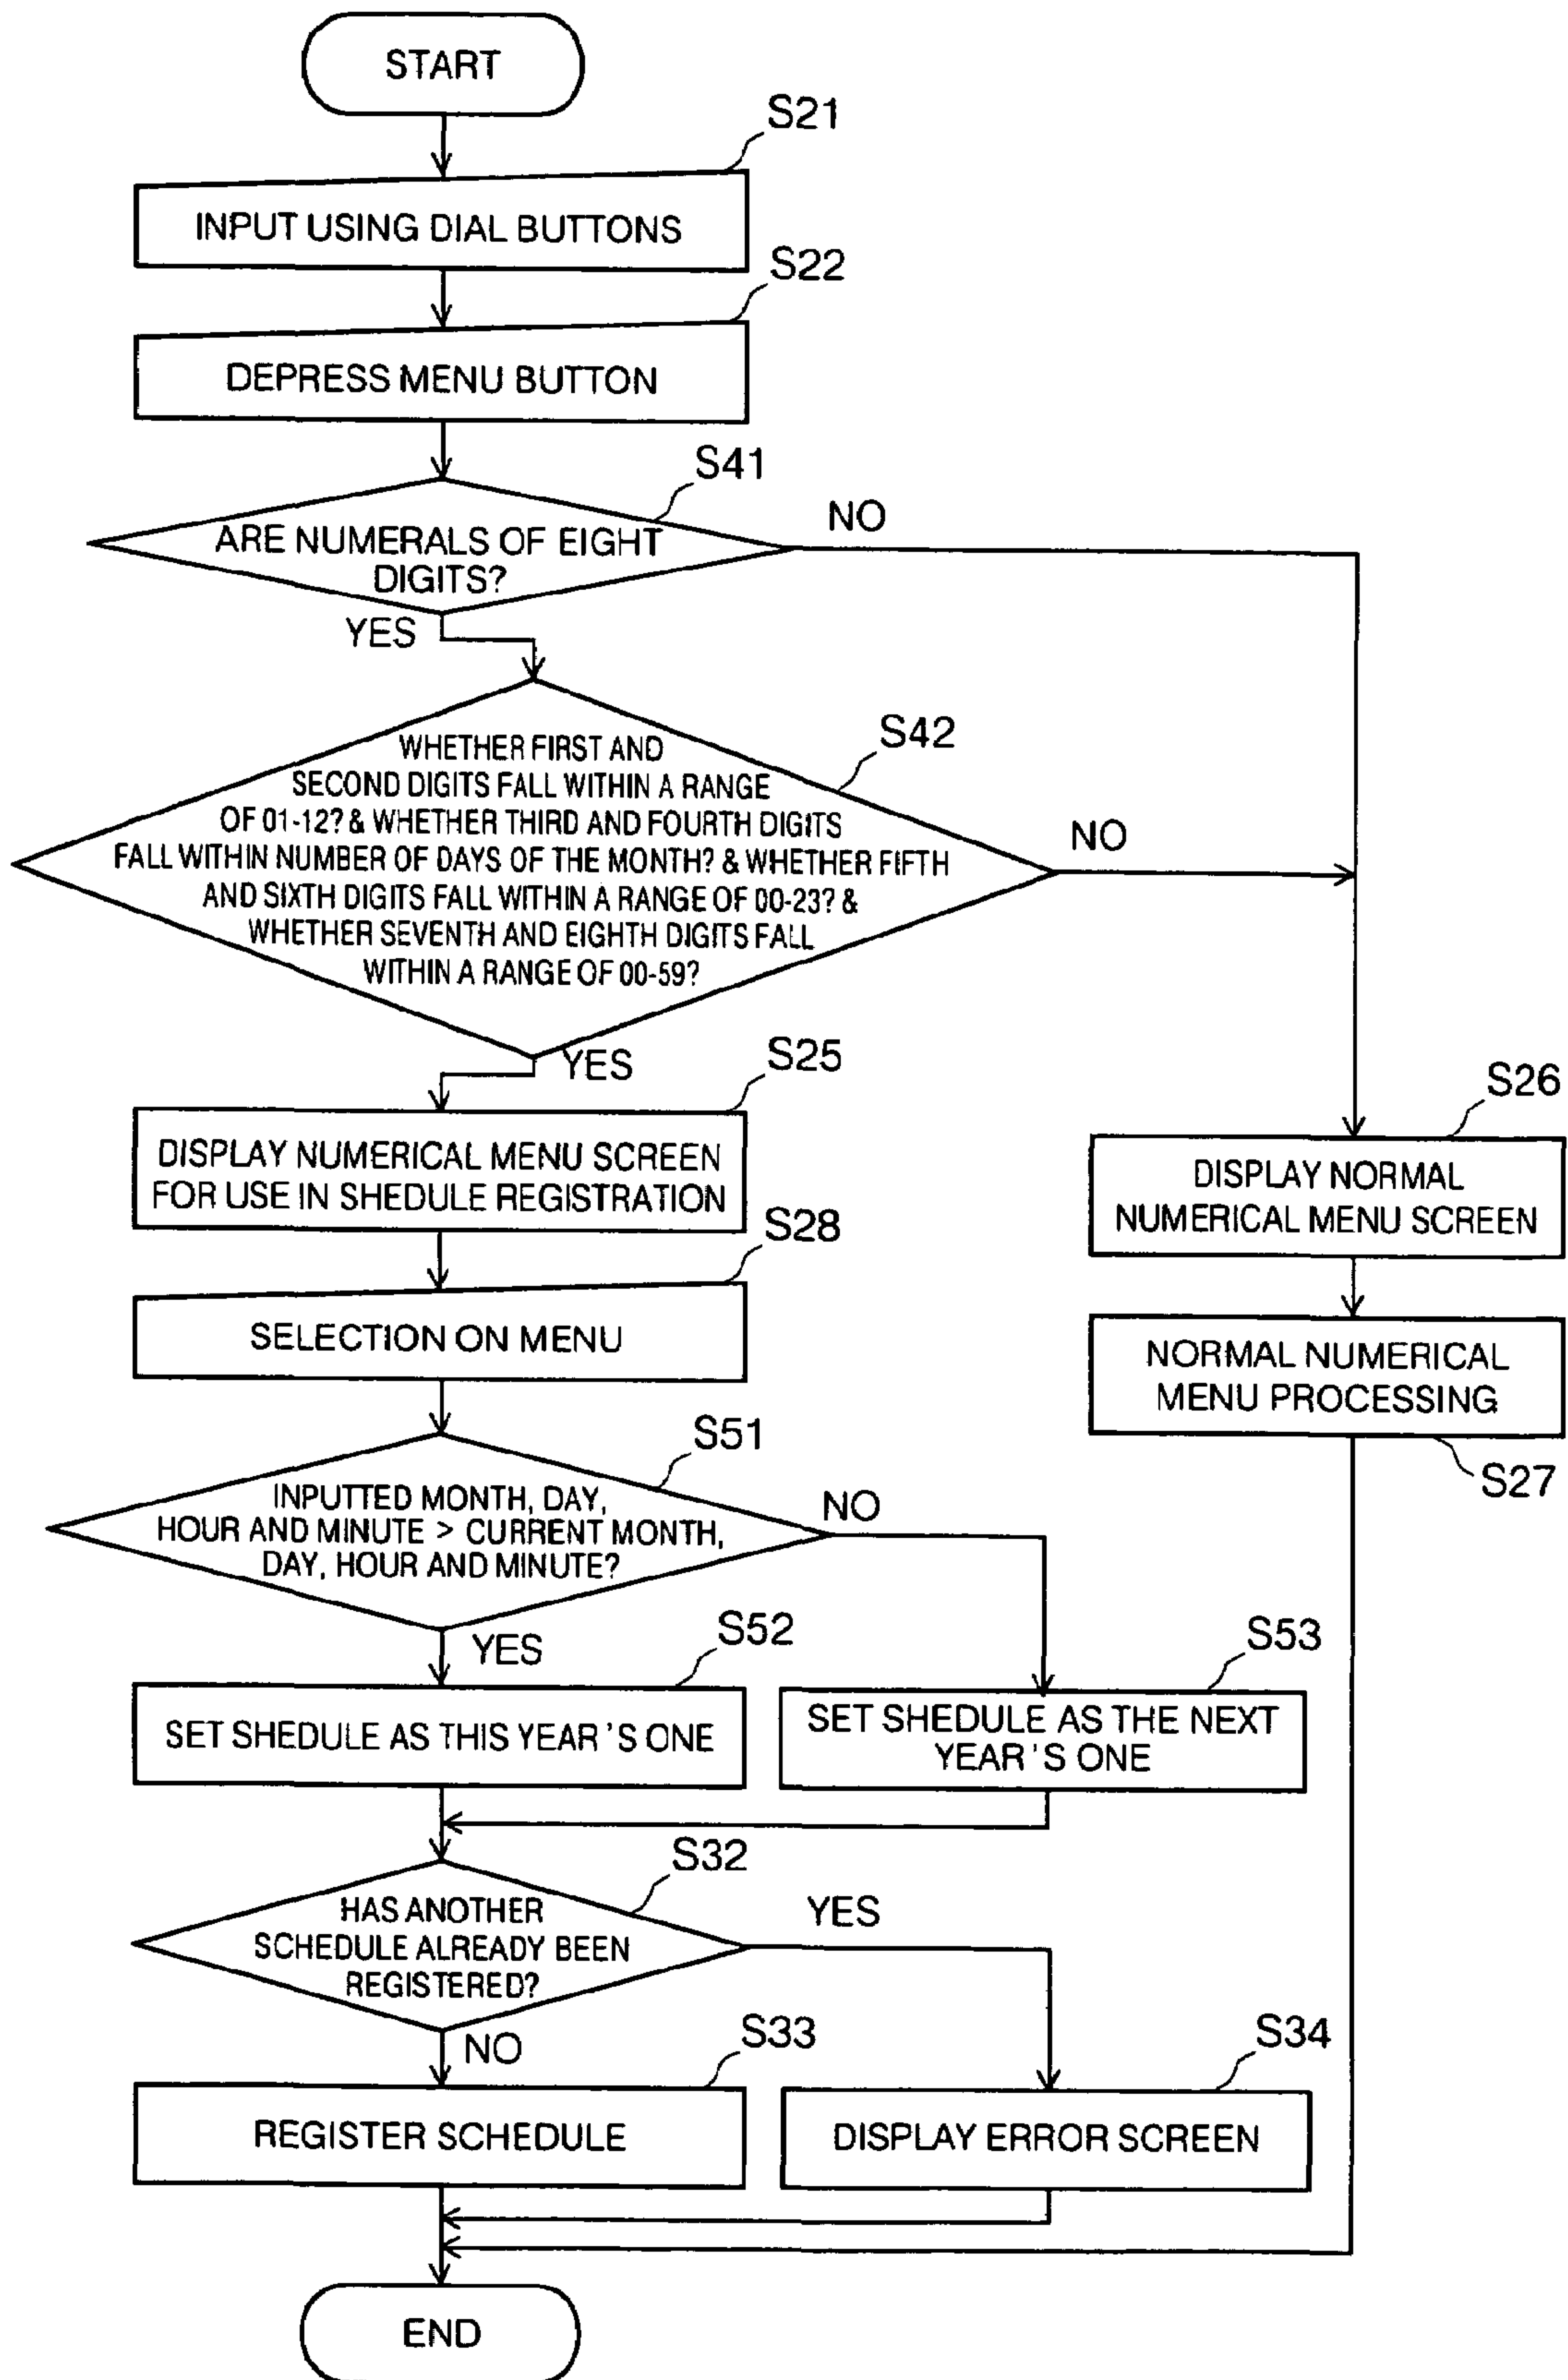 START
S21
INPUT USING DIAL BUTTONS
S22
DEPRESS MENU BUTTON
S41
ARE NUMERALS OF EIGHT
DIGITS?
NO
YES
S42
WHETHER FIRST AND
SECOND DIGITS FALL WITHIN A RANGE
OF 01-12? & WHETHER THIRD AND FOURTH DIGITS
FALL WITHIN NUMBER OF DAYS OF THE MONTH? & WHETHER FIFTH
AND SIXTH DIGITS FALL WITHIN A RANGE OF 00-23? &
WHETHER SEVENTH AND EIGHTH DIGITS FALL
WITHIN A RANGE OF 00-59?
NO
YES
S25
DISPLAY NUMERICAL MENU SCREEN
FOR USE IN SHEDULE REGISTRATION
S26
DISPLAY NORMAL
NUMERICAL MENU SCREEN
S28
SELECTION ON MENU
NORMAL NUMERICAL
MENU PROCESSING
S27
S51
INPUTTED MONTH, DAY,
HOUR AND MINUTE > CURRENT MONTH,
DAY, HOUR AND MINUTE?
NO
YES
S52
SET SHEDULE AS THIS YEAR'S ONE
S53
SET SHEDULE AS THE NEXT
YEAR'S ONE
S32
HAS ANOTHER
SCHEDULE ALREADY BEEN
REGISTERED?
YES
NO
S33
REGISTER SCHEDULE
S34
DISPLAY ERROR SCREEN
END